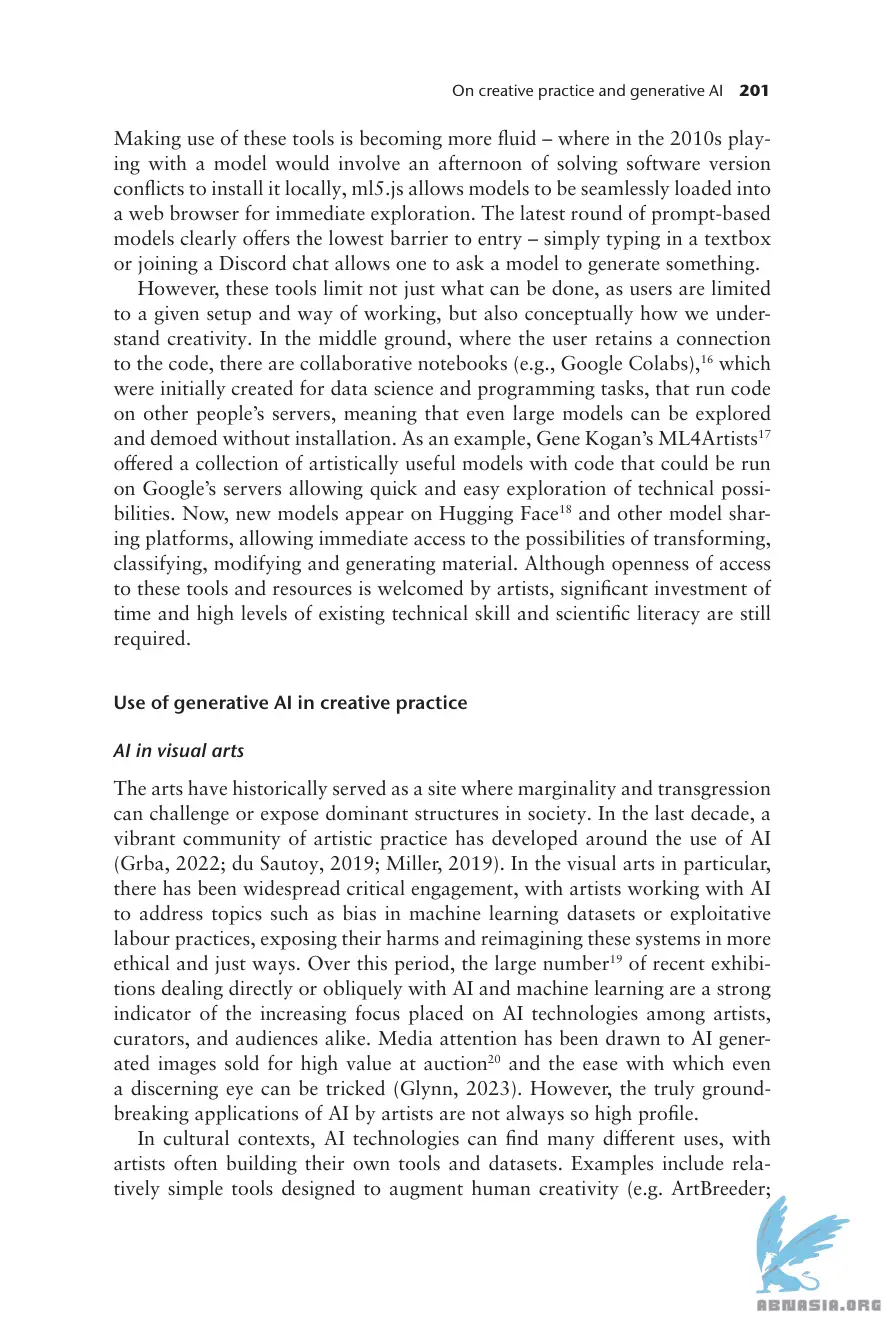 On creative practice and generative AI 201
Making use of these tools is becoming more fluid – where in the 2010s play-
ing with a model would involve an afternoon of solving software version
conflicts to install it locally, ml5.js allows models to be seamlessly loaded into
a web browser for immediate exploration. The latest round of prompt-based
models clearly offers the lowest barrier to entry – simply typing in a textbox
or joining a Discord chat allows one to ask a model to generate something.
However, these tools limit not just what can be done, as users are limited
to a given setup and way of working, but also conceptually how we under-
stand creativity. In the middle ground, where the user retains a connection
to the code, there are collaborative notebooks (e.g., Google Colabs),16 which
were initially created for data science and programming tasks, that run code
on other people's servers, meaning that even large models can be explored
and demoed without installation. As an example, Gene Kogan's ML4Artists17
offered a collection of artistically useful models with code that could be run
on Google's servers allowing quick and easy exploration of technical possi-
bilities. Now, new models appear on Hugging Face18 and other model shar-
ing platforms, allowing immediate access to the possibilities of transforming,
classifying, modifying and generating material. Although openness of access
to these tools and resources is welcomed by artists, significant investment of
time and high levels of existing technical skill and scientific literacy are still
required.
Use of generative AI in creative practice
AI in visual arts
The arts have historically served as a site where marginality and transgression
can challenge or expose dominant structures in society. In the last decade, a
vibrant community of artistic practice has developed around the use of AI
(Grba, 2022; du Sautoy, 2019; Miller, 2019). In the visual arts in particular,
there has been widespread critical engagement, with artists working with AI
to address topics such as bias in machine learning datasets or exploitative
labour practices, exposing their harms and reimagining these systems in more
ethical and just ways. Over this period, the large number19 of recent exhibi-
tions dealing directly or obliquely with AI and machine learning are a strong
indicator of the increasing focus placed on AI technologies among artists,
curators, and audiences alike. Media attention has been drawn to AI gener-
ated images sold for high value at auction20 and the ease with which even
a discerning eye can be tricked (Glynn, 2023). However, the truly ground-
breaking applications of AI by artists are not always so high profile.
In cultural contexts, AI technologies can find many different uses, with
artists often building their own tools and datasets. Examples include rela-
tively simple tools designed to augment human creativity (e.g. ArtBreeder;
ABNASIA.ORG